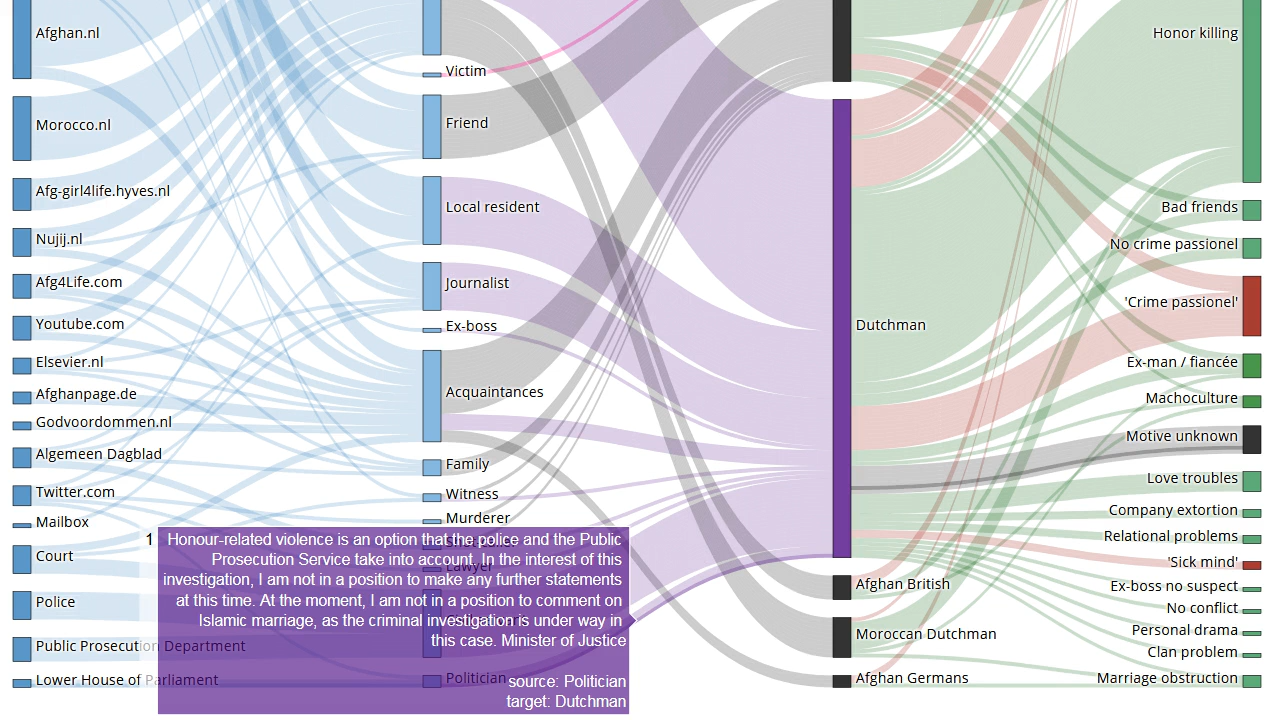 Afghan.nl
Morocco.nl
Afg-girl4life.hyves.nl
Nujij.nl
Afg4Life.com
Youtube.com
Elsevier.nl
Afghanpage.de
Godvoordommen.nl
Algemeen Dagblad
Twitter.com
Mailbox
Court
Police
Public Prosecution Department
Lower House of Parliament
Victim
Friend
Local resident
Journalist
Ex-boss
Acquaintances
Family
Witness
Murderer
Lawyer
Politician
1
Honour-related violence is an option that the police and the Public
Prosecution Service take into account. In the interest of this
investigation, I am not in a position to make any further statements
at this time. At the moment, I am not in a position to comment on
Islamic marriage, as the criminal investigation is under way in
this case. Minister of Justice
source: Politician
target: Dutchman
Dutchman
Afghan British
Moroccan Dutchman
Afghan Germans
Honor killing
Bad friends
No crime passionel
'Crime passionel'
Ex-man / fiancée
Machoculture
Motive unknown
Love troubles
Company extortion
Relational problems
'Sick mind'
Ex-boss no suspect
No conflict
Personal drama
Clan problem
Marriage obstruction